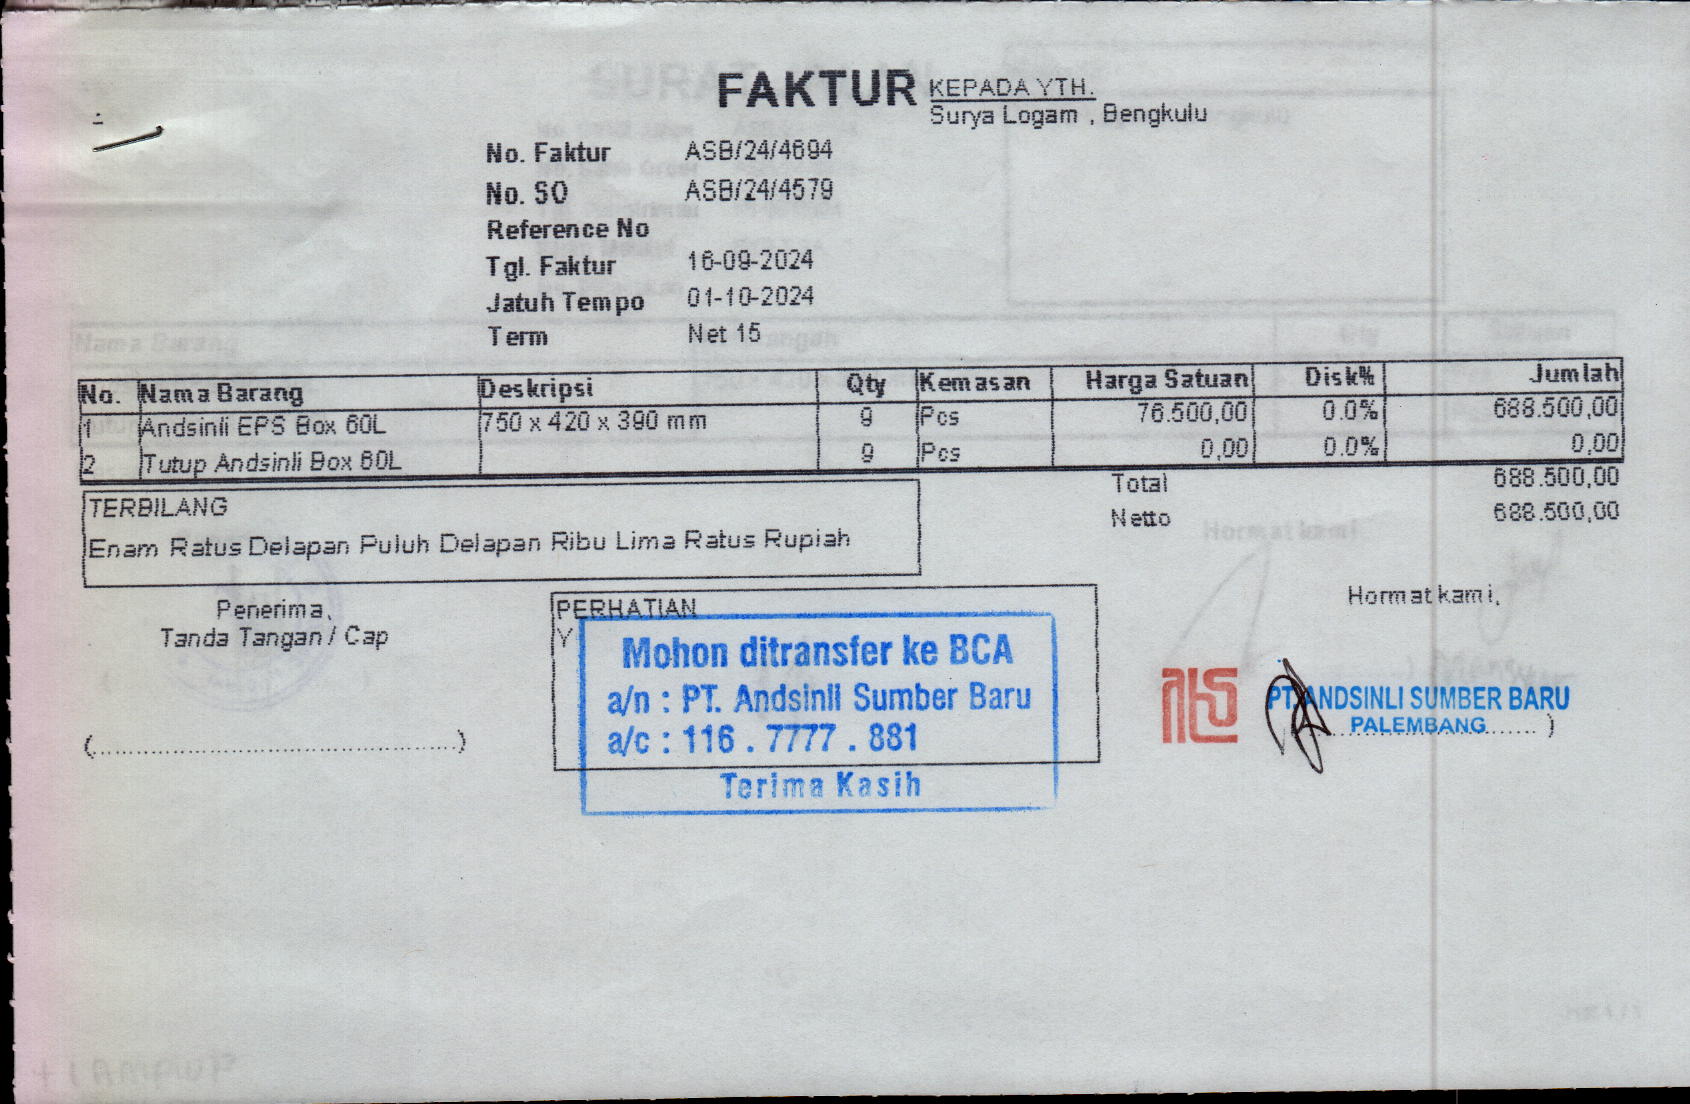 FAKTUR
KEPADA YTH.
Surya Logam , Bengkulu
No. Faktur ASB/24/4694
No. SO ASB/24/4579
Reference No
Tgl. Faktur 16-09-2024
Jatuh Tempo 01-10-2024
Term Net 15
No. Nama Barang Deskripsi Qty Kemasan Harga Satuan Disk% Jumlah
1 Andsinli EPS Box 60L 750 x 420 x 390 mm 9 Pcs 76.500,00 0.0% 688.500,00
2 Tutup Andsinli Box 60L 9 Pcs 0,00 0.0% 0,00
Total 688.500,00
Netto 688.500,00
TERBILANG
Enam Ratus Delapan Puluh Delapan Ribu Lima Ratus Rupiah
Penerima,
Tanda Tangan / Cap
(................................................)
PERHATIAN
Y
Mohon ditransfer ke BCA
a/n : PT. Andsinli Sumber Baru
a/c : 116 . 7777 . 881
Terima Kasih
Hormat kami,
PT. ANDSINLI SUMBER BARU
PALEMBANG